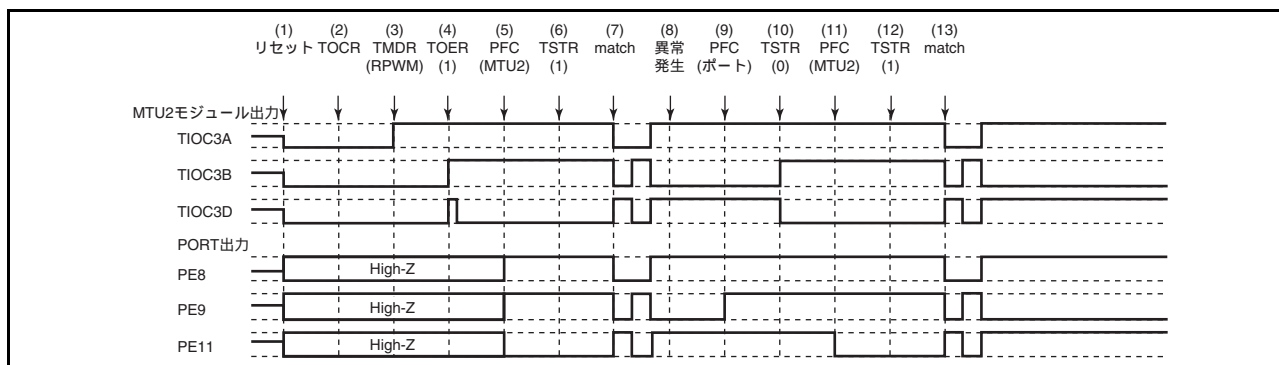 (1) (2) (3) (4) (5) (6) (7) (8) (9) (10) (11) (12) (13)
リセット TOCR TMDR TOER PFC TSTR match 異常 PFC TSTR PFC TSTR match
(RPWM) (1) (MTU2) (1) 発生 (ポート) (0) (MTU2) (1)
MTU2モジュール出力
TIOC3A
TIOC3B
TIOC3D
PORT出力
PE8 High-Z
PE9 High-Z
PE11 High-Z